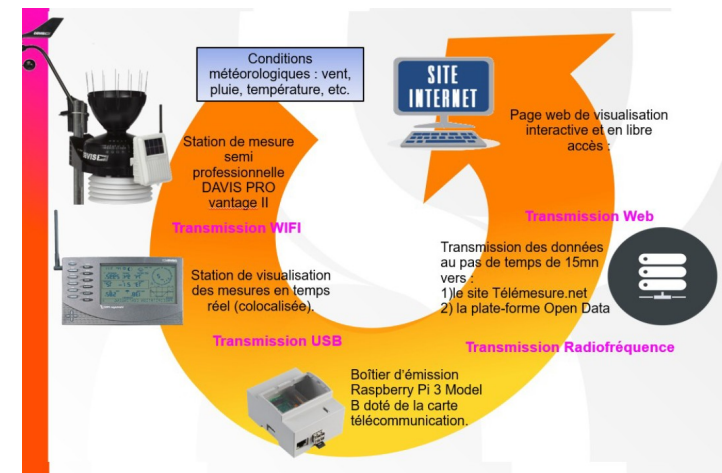 Conditions
météorologiques : vent,
pluie, température, etc.
SITE
INTERNET
Page web de visualisation
interactive et en libre
accès :
Station de mesure
semi
professionnelle
DAVIS PRO
vantage II
Transmission WIFI
Transmission Web
Station de visualisation
des mesures en temps
réel (colocalisée).
Transmission des données
au pas de temps de 15mn
vers :
1)le site Télémesure.net
2) la plate-forme Open Data
Transmission USB
Transmission Radiofréquence
Boîtier d'émission
Raspberry Pi 3 Model
B doté de la carte
télécommunication.